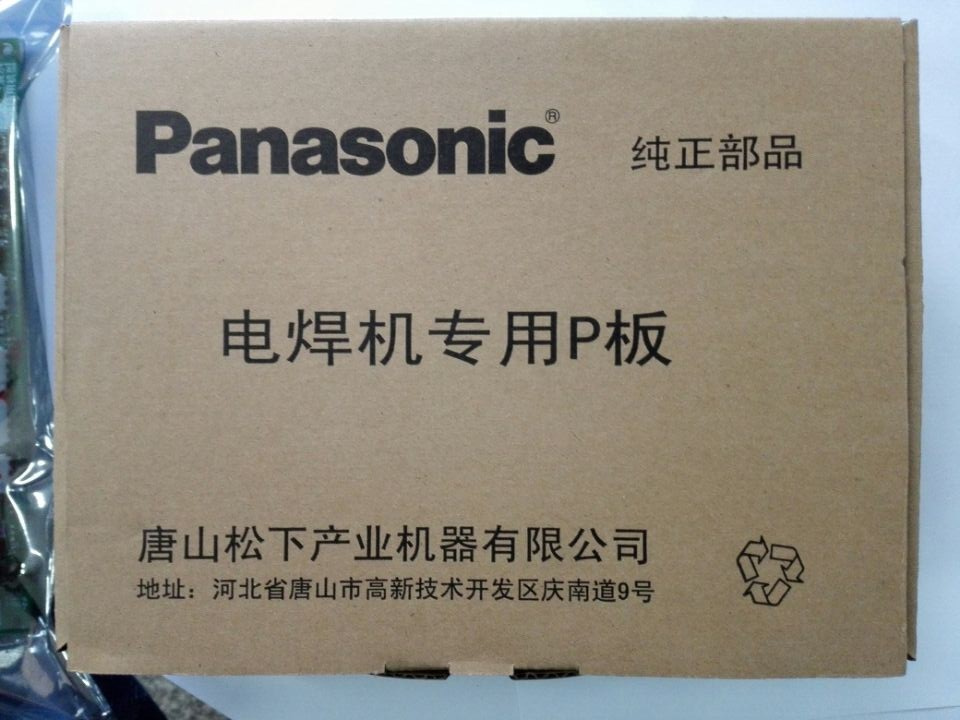 Panasonic® 纯正部品
电焊机专用P板
唐山松下产业机器有限公司
地址：河北省唐山市高新技术开发区庆南道9号